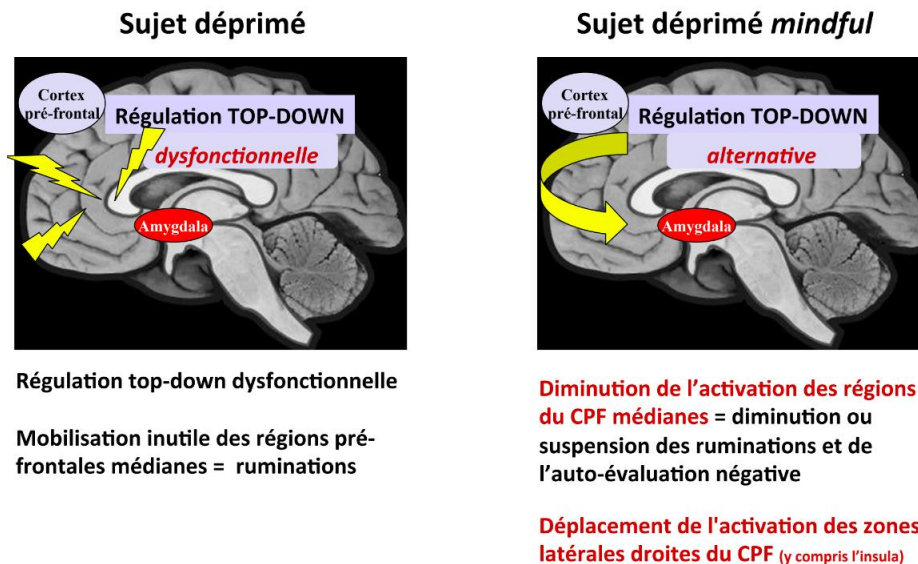 Sujet déprimé
Cortex
pré-frontal
Régulation TOP-DOWN
dysfonctionnelle
Amygdala
Régulation top-down dysfonctionnelle
Mobilisation inutile des régions pré-
frontales médianes = ruminations
Sujet déprimé mindful
Cortex
pré-frontal
Régulation TOP-DOWN
alternative
Amygdala
Diminution de l’activation des régions
du CPF médianes = diminution ou
suspension des ruminations et de
l’auto-évaluation négative
Déplacement de l'activation des zones
latérales droites du CPF (y compris l’insula)